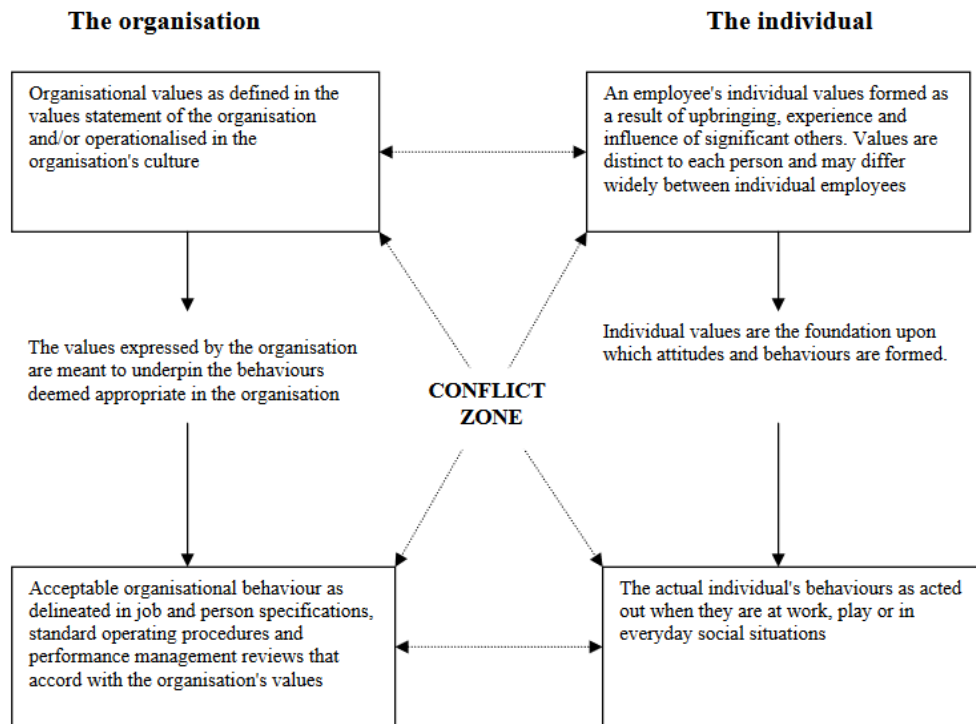 The organisation
The individual
Organisational values as defined in the
values statement of the organisation
and/or operationalised in the
organisation's culture
An employee's individual values formed as
a result of upbringing, experience and
influence of significant others. Values are
distinct to each person and may differ
widely between individual employees
The values expressed by the organisation
are meant to underpin the behaviours
deemed appropriate in the organisation
Individual values are the foundation upon
which attitudes and behaviours are formed.
CONFLICT
ZONE
Acceptable organisational behaviour as
delineated in job and person specifications,
standard operating procedures and
performance management reviews that
accord with the organisation's values
The actual individual's behaviours as acted
out when they are at work, play or in
everyday social situations